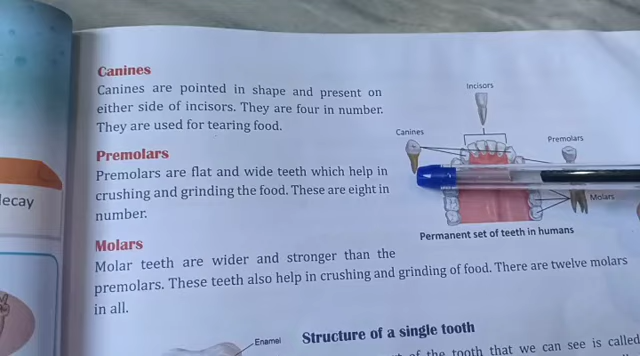 Canines
Canines are pointed in shape and present on
either side of incisors. They are four in number.
They are used for tearing food.
Premolars
Premolars are flat and wide teeth which help in
crushing and grinding the food. These are eight in
number.
Molars
Molar teeth are wider and stronger than the
premolars. These teeth also help in crushing and grinding of food. There are twelve molars
in all.
Incisors
Canines
Premolars
Molars
Permanent set of teeth in humans
ecay
Enamel
Structure of a single tooth
of the tooth that we can see is called